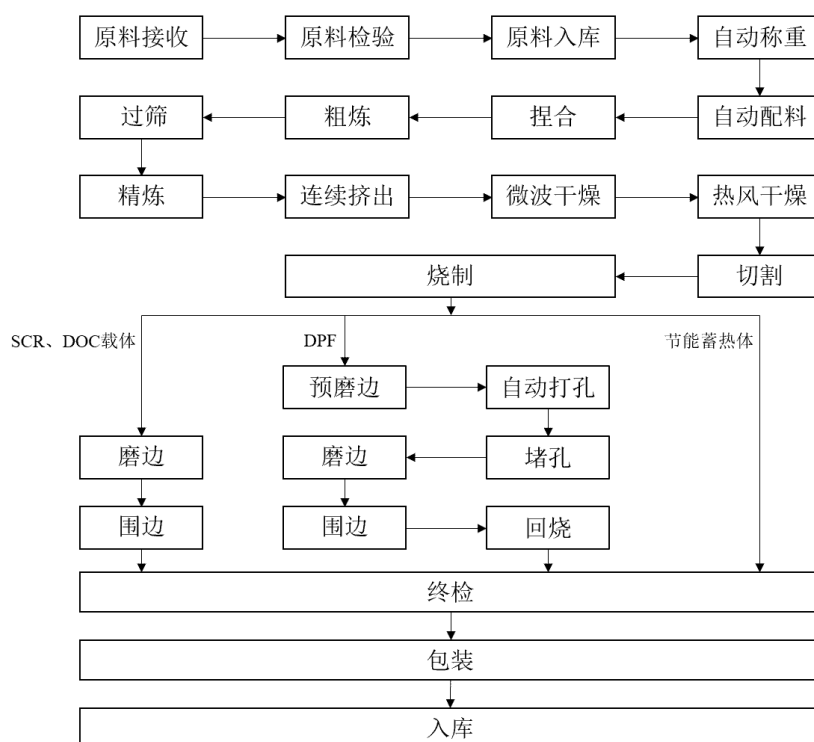 原料接收
原料检验
原料入库
自动称重
过筛
粗炼
捏合
自动配料
精炼
连续挤出
微波干燥
热风干燥
烧制
切割
SCR、DOC载体
DPF
节能蓄热体
预磨边
自动打孔
磨边
磨边
堵孔
围边
围边
回烧
终检
包装
入库